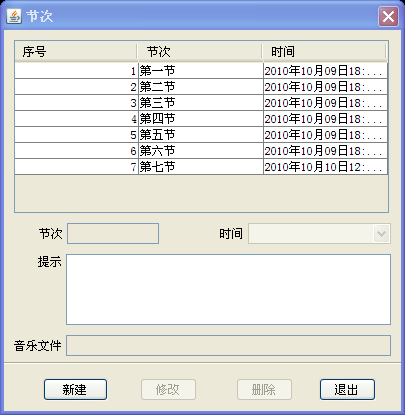 节次
序号 节次 时间
1 第一节 2010年10月09日18:...
2 第二节 2010年10月09日18:...
3 第三节 2010年10月09日18:...
4 第四节 2010年10月09日18:...
5 第五节 2010年10月09日18:...
6 第六节 2010年10月09日18:...
7 第七节 2010年10月10日12:...
节次 时间
提示
音乐文件
新建 修改 删除 退出